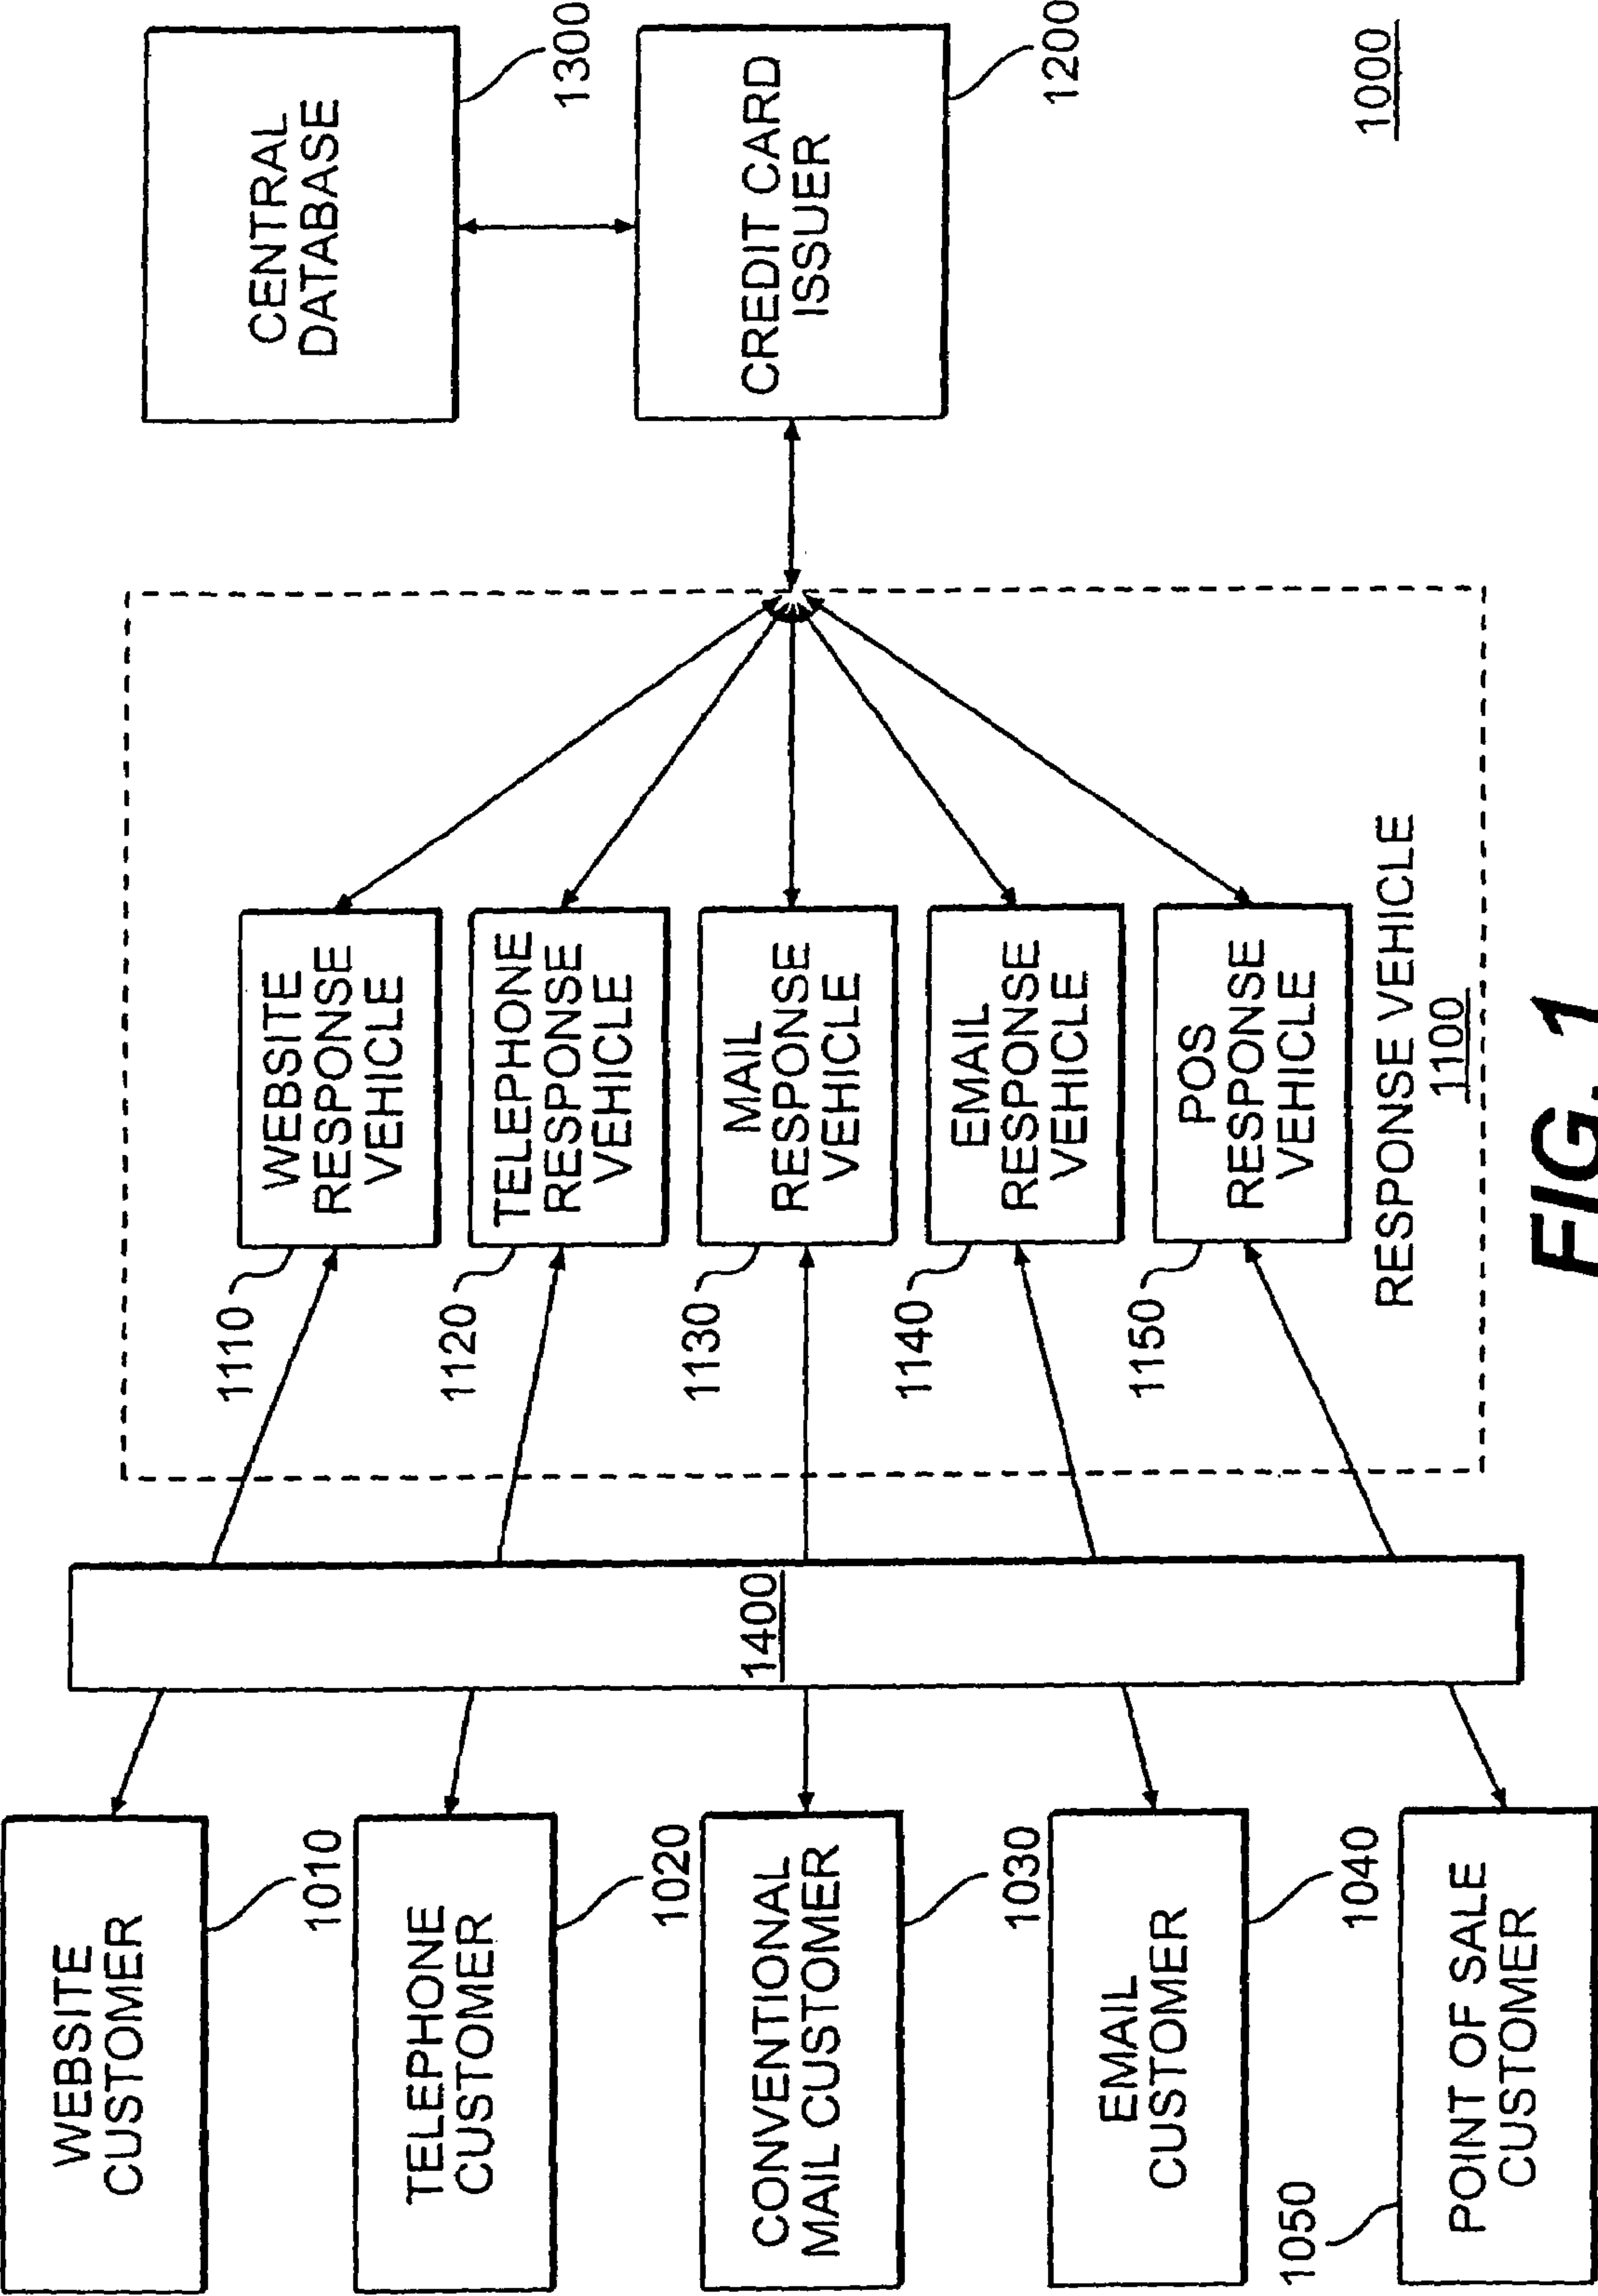 WEBSITE
CUSTOMER
1010
TELEPHONE
CUSTOMER
1020
CONVENTIONAL
MAIL CUSTOMER
1030
EMAIL
CUSTOMER
1040
POINT OF SALE
CUSTOMER
1050
1400
1110
WEBSITE
RESPONSE
VEHICLE
1120
TELEPHONE
RESPONSE
VEHICLE
1130
MAIL
RESPONSE
VEHICLE
1140
EMAIL
RESPONSE
VEHICLE
1150
POS
RESPONSE
VEHICLE
RESPONSE VEHICLE
1100
CENTRAL
DATABASE
1300
CREDIT CARD
ISSUER
1200
1000
FIG. 1